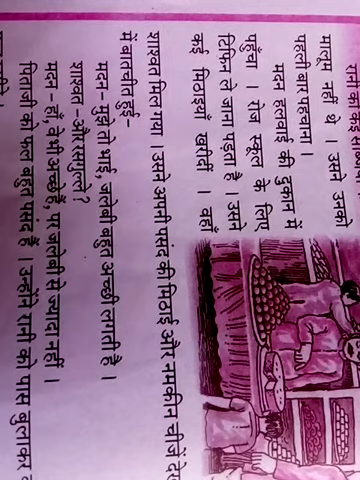 मालूम नहीं थे । उसने उनको
पहली बार पहचाना ।
मदन हलवाई की दुकान में
पहुँचा । रोज स्कूल के लिए
टिफिन ले जाना पड़ता है । उसने
कई मिठाइयाँ खरीदीं । वहाँ
शाश्वत मिल गया । उसने अपनी पसंद की मिठाई और नमकीन चीजें
में बातचीत हुई-
मदन - मुझे तो भाई, जलेबी बहुत अच्छी लगती है ।
शाश्वत - और रसगुल्ले ?
मदन - हाँ, वे भी अच्छे हैं, पर जलेबी से ज्यादा नहीं ।
पिताजी को फल बहुत पसंद हैं । उन्होंने रानी को पास बुलाकर